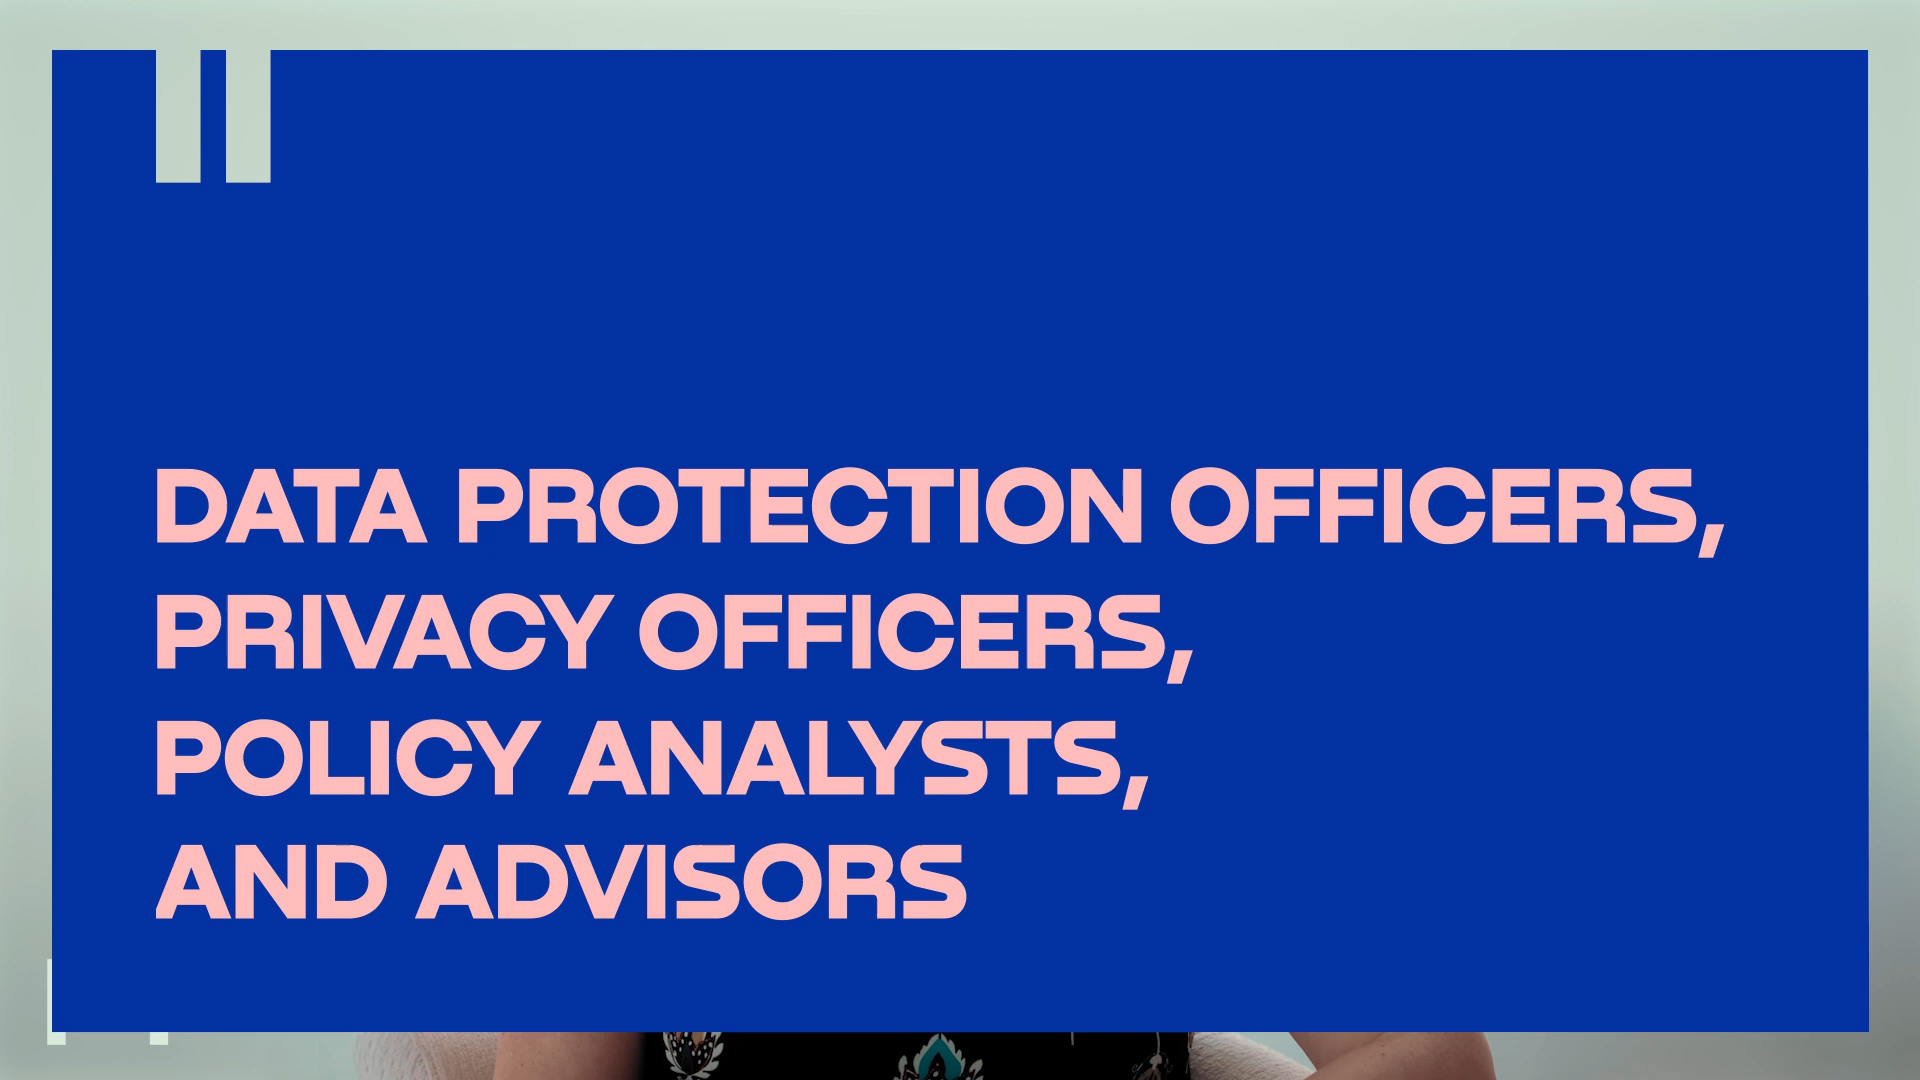 DATA PROTECTION OFFICERS,
PRIVACY OFFICERS,
POLICY ANALYSTS,
AND ADVISORS